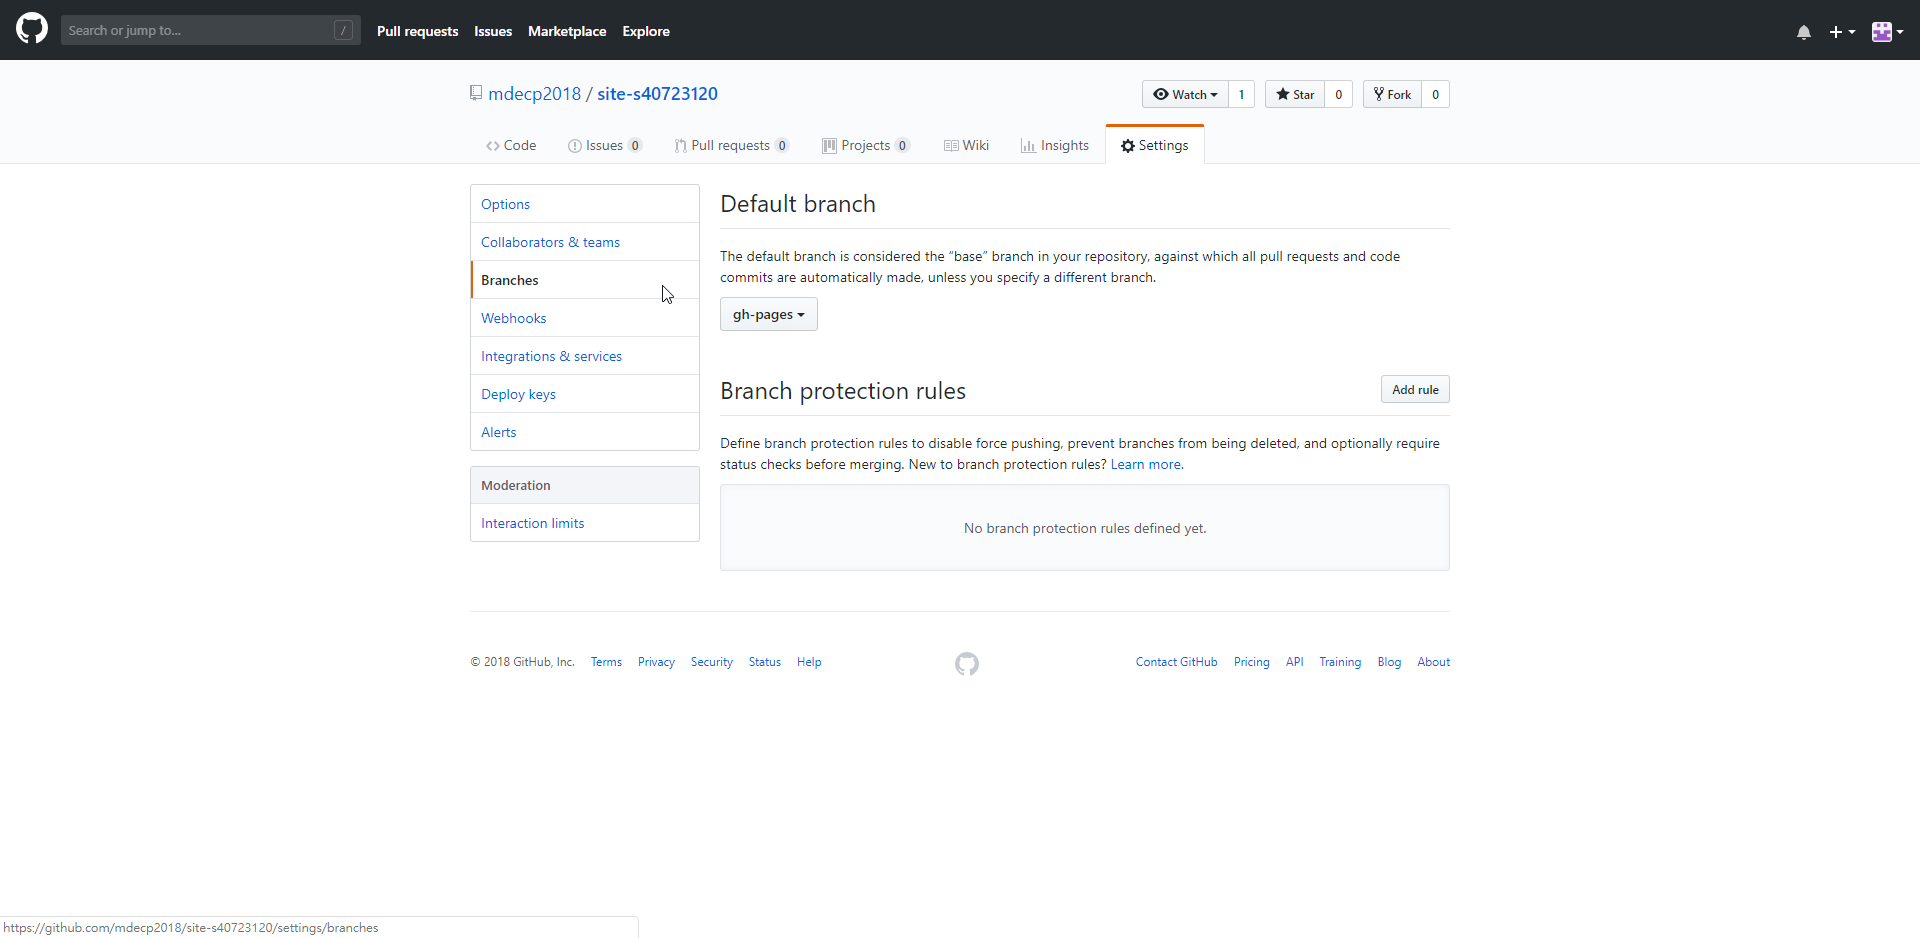 Search or jump to... /
Pull requests Issues Marketplace Explore
mdecp2018 / site-s40723120
Watch 1 Star 0 Fork 0
Code Issues 0 Pull requests 0 Projects 0 Wiki Insights Settings
Options
Collaborators & teams
Branches
Webhooks
Integrations & services
Deploy keys
Alerts
Moderation
Interaction limits
Default branch
The default branch is considered the “base” branch in your repository, against which all pull requests and code
commits are automatically made, unless you specify a different branch.
gh-pages
Branch protection rules
Add rule
Define branch protection rules to disable force pushing, prevent branches from being deleted, and optionally require
status checks before merging. New to branch protection rules? Learn more.
No branch protection rules defined yet.
© 2018 GitHub, Inc. Terms Privacy Security Status Help
Contact GitHub Pricing API Training Blog About
https://github.com/mdecp2018/site-s40723120/settings/branches